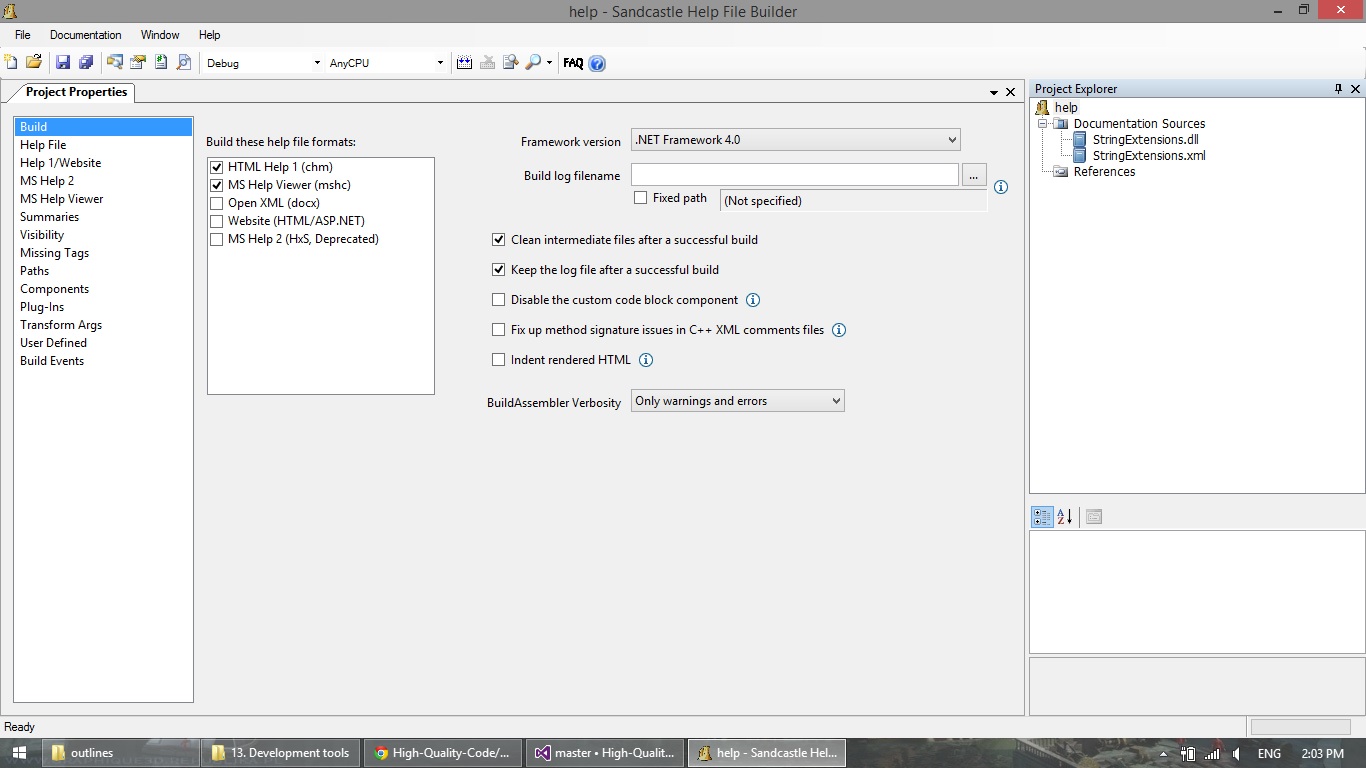 help - Sandcastle Help File Builder
File Documentation Window Help
Debug AnyCPU FAQ
Project Properties
Build
Help File
Help 1/Website
MS Help 2
MS Help Viewer
Summaries
Visibility
Missing Tags
Paths
Components
Plug-Ins
Transform Args
User Defined
Build Events
Build these help file formats:
HTML Help 1 (chm)
MS Help Viewer (mshc)
Open XML (docx)
Website (HTML/ASP.NET)
MS Help 2 (HxS, Deprecated)
Framework version .NET Framework 4.0
Build log filename ...
Fixed path (Not specified)
Clean intermediate files after a successful build
Keep the log file after a successful build
Disable the custom code block component
Fix up method signature issues in C++ XML comments files
Indent rendered HTML
BuildAssembler Verbosity Only warnings and errors
Project Explorer
help
Documentation Sources
StringExtensions.dll
StringExtensions.xml
References
Ready
outlines 13. Development tools High-Quality-Code/... master • High-Qualit... help - Sandcastle Hel... ENG 2:03 PM